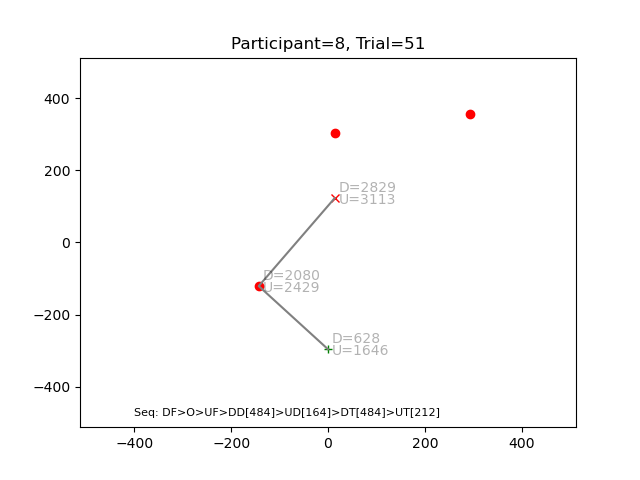 Participant=8, Trial=51
400
200
0
−200
−400
D=2829
U=3113
D=2080
U=2429
D=628
U=1646
Seq: DF>O>UF>DD[484]>UD[164]>DT[484]>UT[212]
−400
−200
0
200
400